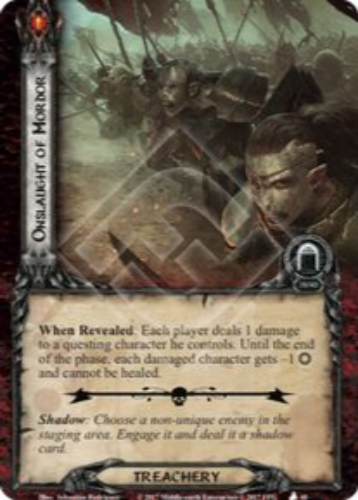 ONSLAUGHT OF MORDOR
When Revealed: Each player deals 1 damage
to a questing character he controls. Until the end
of the phase, each damaged character gets –1
and cannot be healed.
Shadow: Choose a non-unique enemy in the
staging area. Engage it and deal it a shadow
card.
TREACHERY